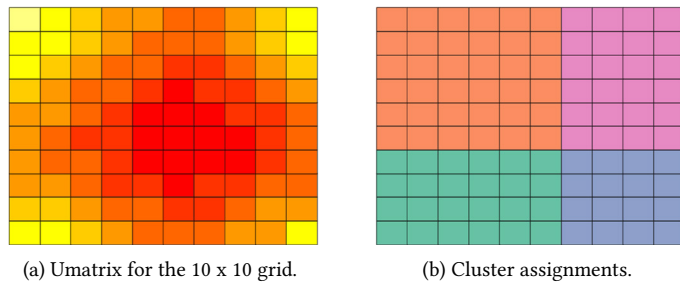 (a) Umatrix for the 10 x 10 grid.
(b) Cluster assignments.